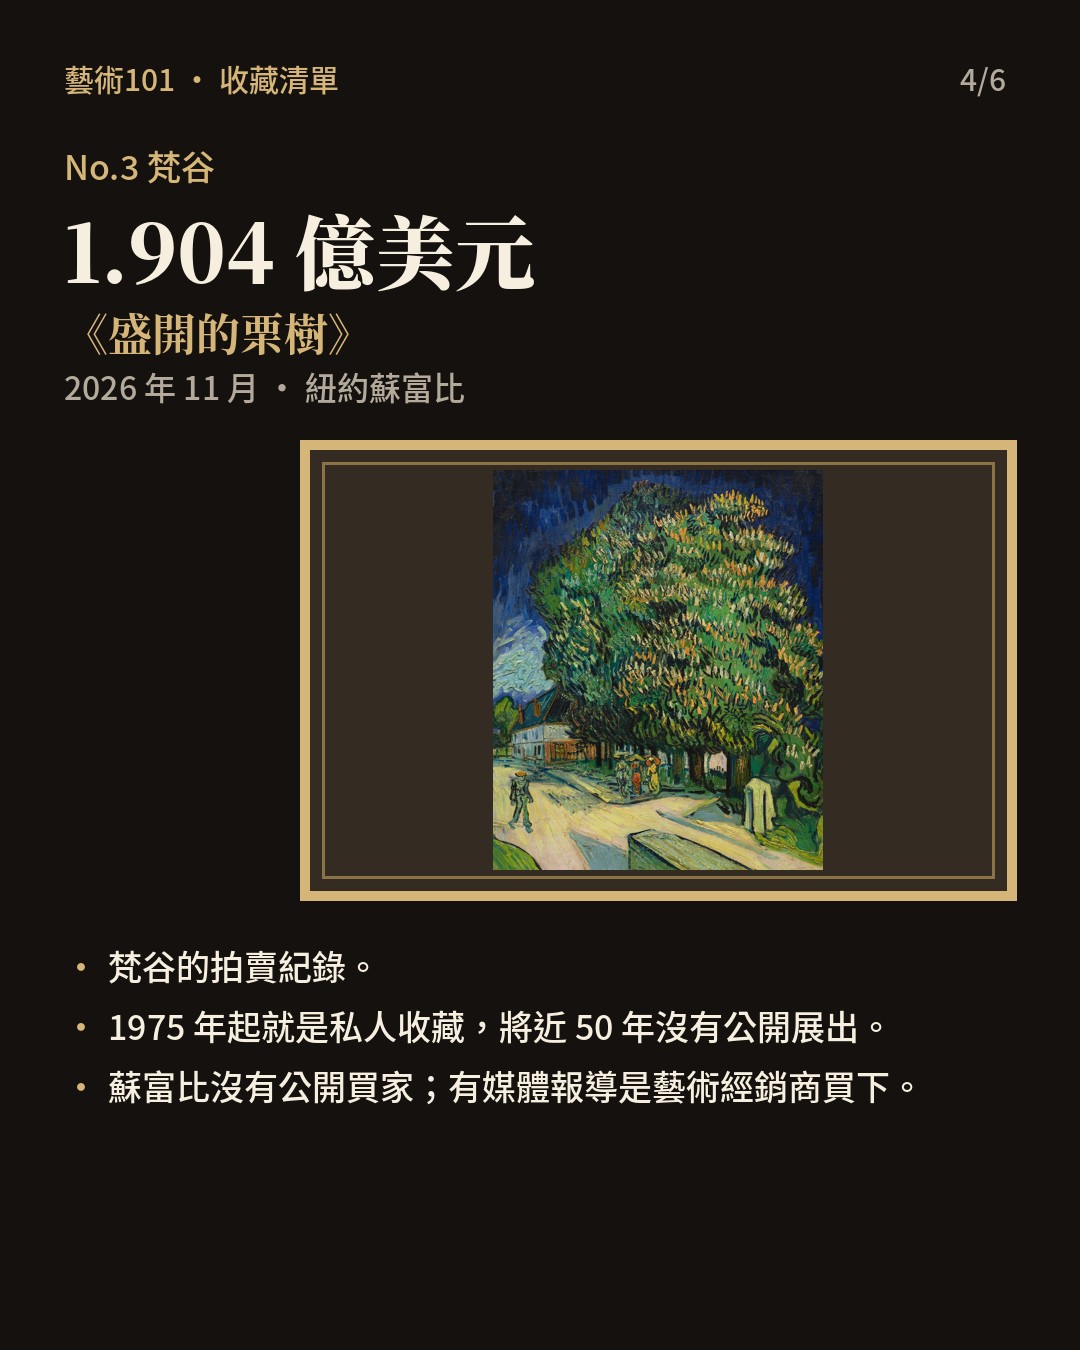 藝術101 · 收藏清單
4/6
No.3 梵谷
1.904 億美元
《盛開的栗樹》
2026 年 11 月 · 紐約蘇富比
· 梵谷的拍賣紀錄。
· 1975 年起就是私人收藏，將近 50 年沒有公開展出。
· 蘇富比沒有公開買家；有媒體報導是藝術經銷商買下。